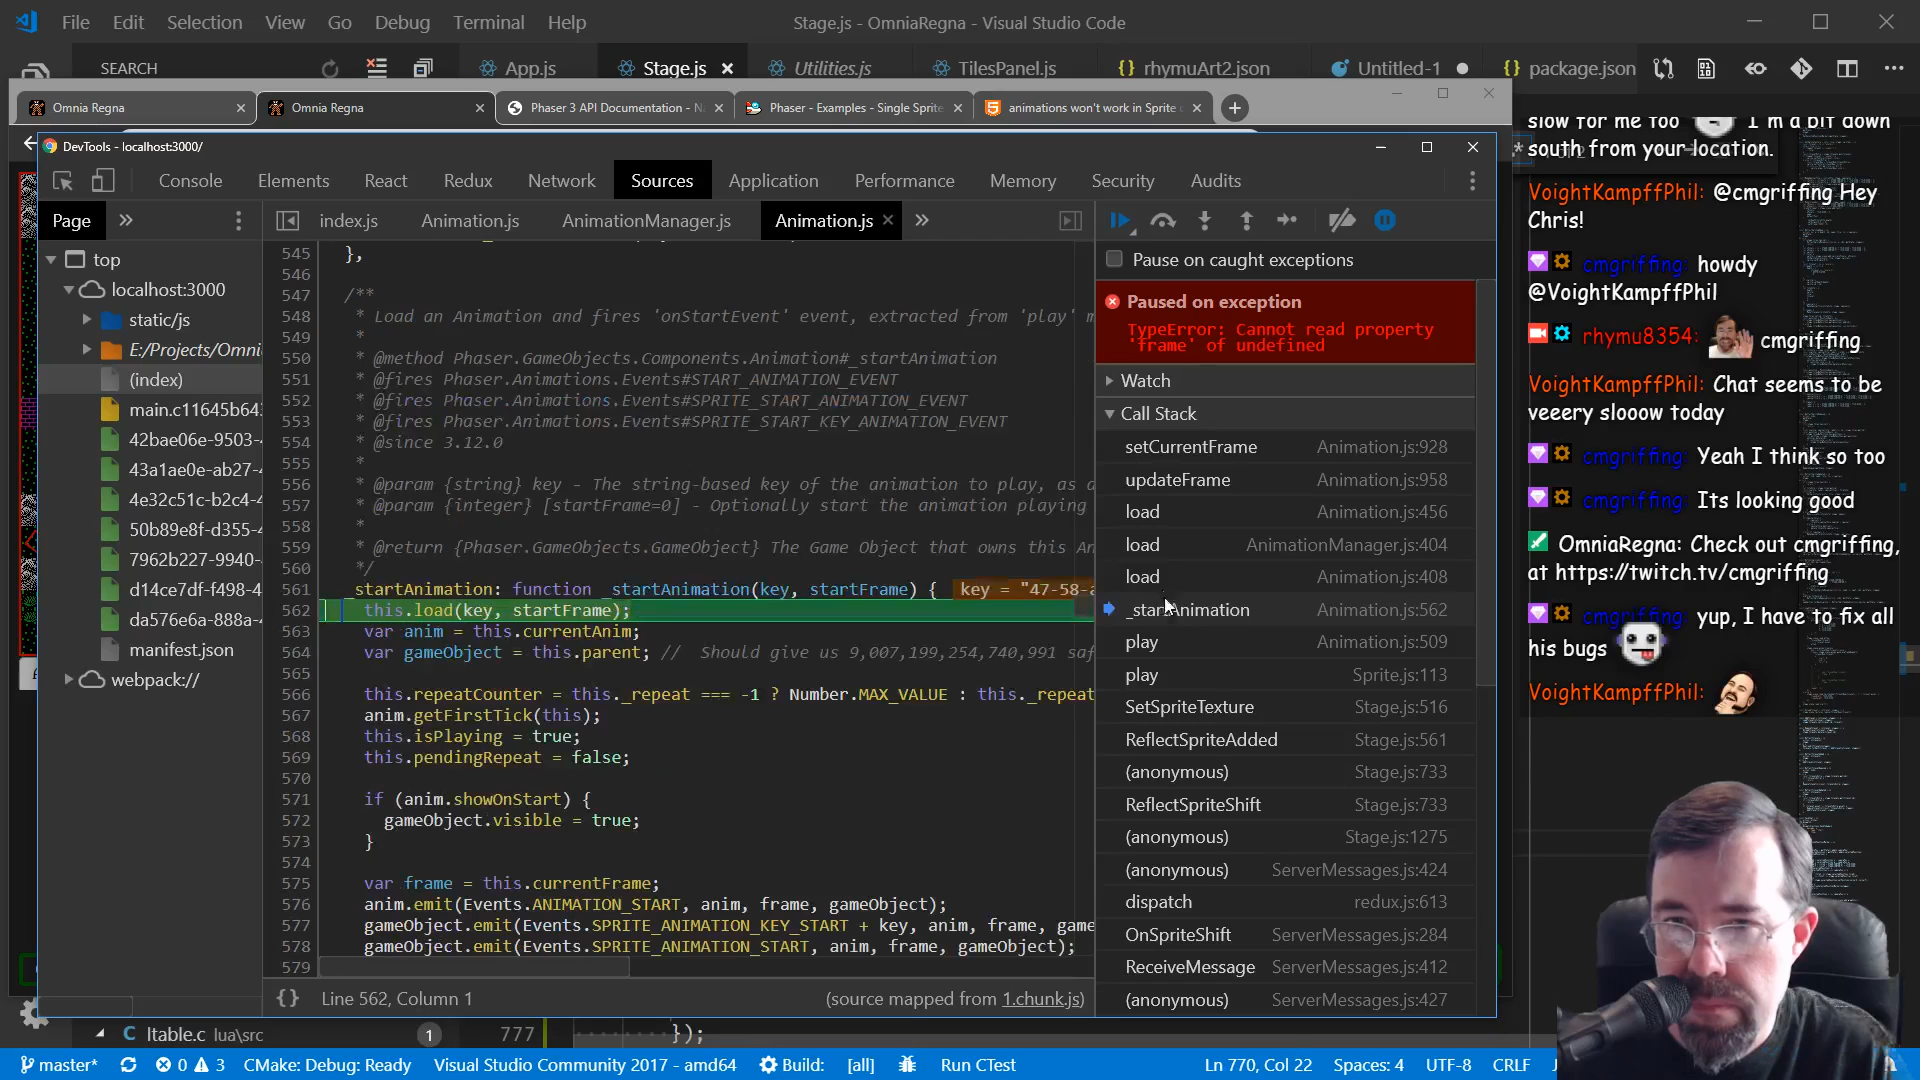 File Edit Selection View Go Debug Terminal Help
Stage.js - OmniaRegna - Visual Studio Code
SEARCH
App.js
Stage.js
Utilities.js
TilesPanel.js
rhymuArt2.json
Untitled-1
package.json
Omnia Regna
Omnia Regna
Phaser 3 API Documentation - N
Phaser - Examples - Single Sprite
animations won't work in Sprite
DevTools - localhost:3000/
Console Elements React Redux Network Sources Application Performance Memory Security Audits
Page
index.js Animation.js AnimationManager.js Animation.js
top
localhost:3000
static/js
E:/Projects/Omni
(index)
main.c11645b64
42bae06e-9503-
43a1ae0e-ab27-
4e32c51c-b2c4-
50b89e8f-d355-
7962b227-9940-
d14ce7df-f498-4
da576e6a-888a-
manifest.json
webpack://
545 },
546
547 /**
548 * Load an Animation and fires 'onStartEvent' event, extracted from 'play' m
549 *
550 * @method Phaser.GameObjects.Components.Animation#_startAnimation
551 * @fires Phaser.Animations.Events#START_ANIMATION_EVENT
552 * @fires Phaser.Animations.Events#SPRITE_START_ANIMATION_EVENT
553 * @fires Phaser.Animations.Events#SPRITE_START_KEY_ANIMATION_EVENT
554 * @since 3.12.0
555 *
556 * @param {string} key - The string-based key of the animation to play, as d
557 * @param {integer} [startFrame=0] - Optionally start the animation playing
558 *
559 * @return {Phaser.GameObjects.GameObject} The Game Object that owns this An
560 */
561 _startAnimation: function _startAnimation(key, startFrame) { key = "47-58-a
562 this.load(key, startFrame);
563 var anim = this.currentAnim;
564 var gameObject = this.parent; // Should give us 9,007,199,254,740,991 saf
565
566 this.repeatCounter = this._repeat === -1 ? Number.MAX_VALUE : this._repeat
567 anim.getFirstTick(this);
568 this.isPlaying = true;
569 this.pendingRepeat = false;
570
571 if (anim.showOnStart) {
572 gameObject.visible = true;
573 }
574
575 var frame = this.currentFrame;
576 anim.emit(Events.ANIMATION_START, anim, frame, gameObject);
577 gameObject.emit(Events.SPRITE_ANIMATION_KEY_START + key, anim, frame, game
578 gameObject.emit(Events.SPRITE_ANIMATION_START, anim, frame, gameObject);
579
{} Line 562, Column 1 (source mapped from 1.chunk.js)
Pause on caught exceptions
Paused on exception
TypeError: Cannot read property
'frame' of undefined
Watch
Call Stack
setCurrentFrame Animation.js:928
updateFrame Animation.js:958
load Animation.js:456
load AnimationManager.js:404
load Animation.js:408
_startAnimation Animation.js:562
play Animation.js:509
play Sprite.js:113
SetSpriteTexture Stage.js:516
ReflectSpriteAdded Stage.js:561
(anonymous) Stage.js:733
ReflectSpriteShift Stage.js:733
(anonymous) Stage.js:1275
(anonymous) ServerMessages.js:424
dispatch redux.js:613
OnSpriteShift ServerMessages.js:284
ReceiveMessage ServerMessages.js:412
(anonymous) ServerMessages.js:427
slow for me too I'm a bit down
south from your location.
VoightKampffPhil: @cmgriffing Hey
Chris!
cmgriffing: howdy
@VoightKampffPhil
rhymu8354: cmgriffing
VoightKampffPhil: Chat seems to be
veeery slooow today
cmgriffing: Yeah I think so too
cmgriffing: Its looking good
OmniaRegna: Check out cmgriffing,
at https://twitch.tv/cmgriffing
cmgriffing: yup, I have to fix all
his bugs
VoightKampffPhil:
ltable.c lua\src 1
777 });
master* 0 3 CMake: Debug: Ready Visual Studio Community 2017 - amd64 Build: [all] Run CTest Ln 770, Col 22 Spaces: 4 UTF-8 CRLF